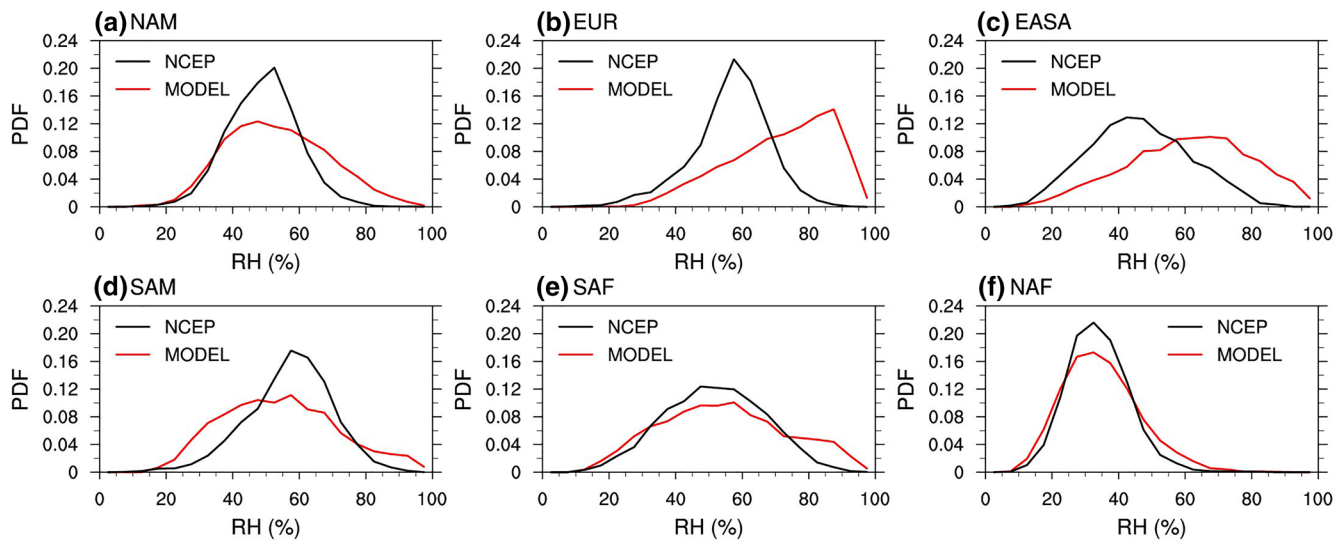 (a) NAM
0.24
0.20
0.16
0.12
0.08
0.04
0
PDF
NCEP
MODEL
0 20 40 60 80 100
RH (%)
(b) EUR
0.24
0.20
0.16
0.12
0.08
0.04
0
PDF
NCEP
MODEL
0 20 40 60 80 100
RH (%)
(c) EASA
0.24
0.20
0.16
0.12
0.08
0.04
0
PDF
NCEP
MODEL
0 20 40 60 80 100
RH (%)
(d) SAM
0.24
0.20
0.16
0.12
0.08
0.04
0
PDF
NCEP
MODEL
0 20 40 60 80 100
RH (%)
(e) SAF
0.24
0.20
0.16
0.12
0.08
0.04
0
PDF
NCEP
MODEL
0 20 40 60 80 100
RH (%)
(f) NAF
0.24
0.20
0.16
0.12
0.08
0.04
0
PDF
NCEP
MODEL
0 20 40 60 80 100
RH (%)